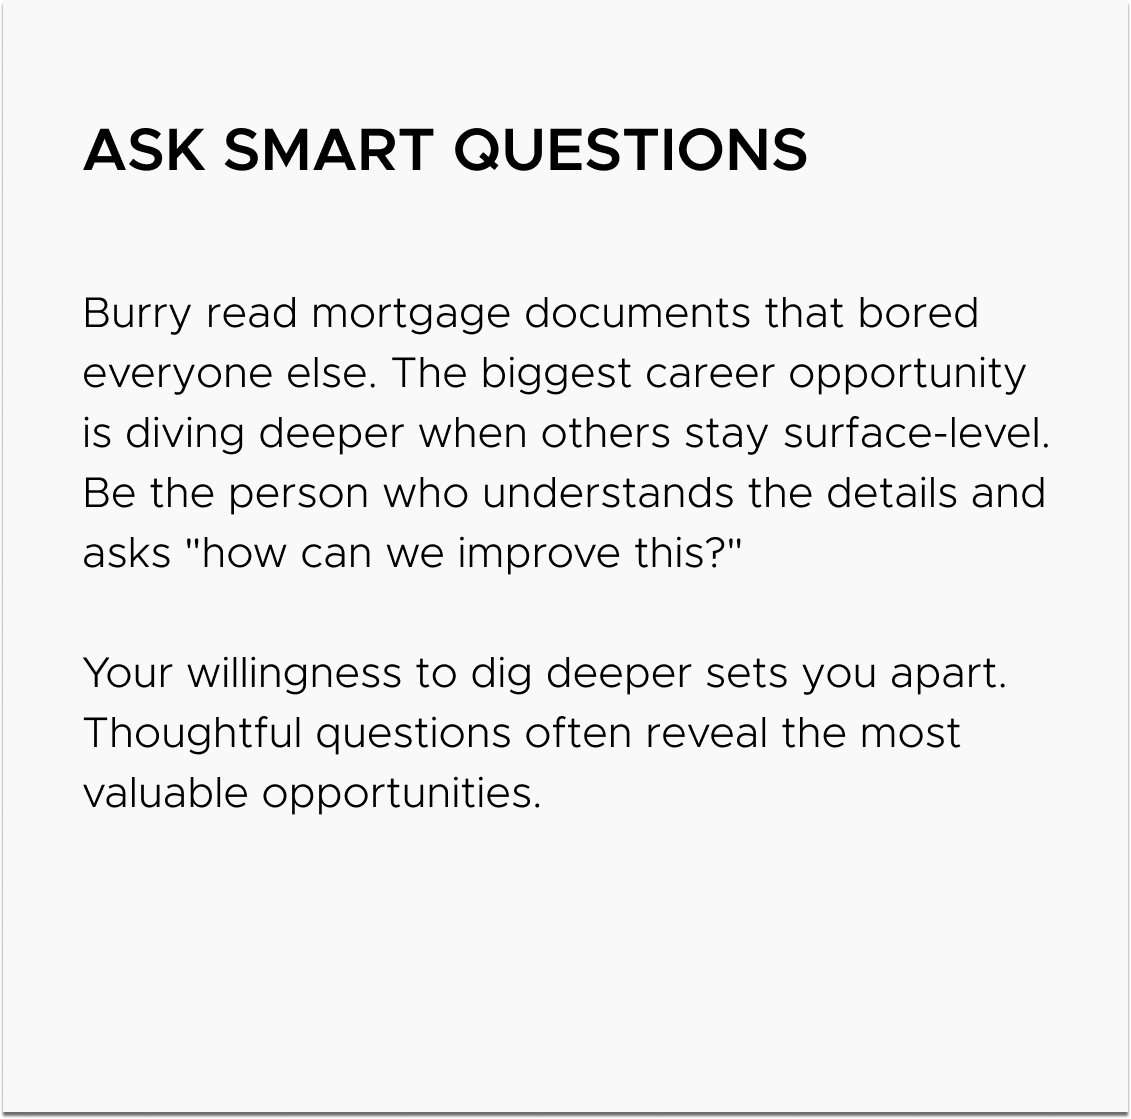 ASK SMART QUESTIONS
Burry read mortgage documents that bored
everyone else. The biggest career opportunity
is diving deeper when others stay surface-level.
Be the person who understands the details and
asks "how can we improve this?"
Your willingness to dig deeper sets you apart.
Thoughtful questions often reveal the most
valuable opportunities.